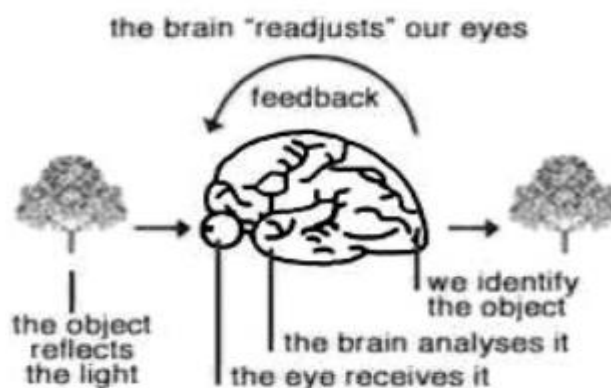 the brain "readjusts" our eyes
feedback
we identify
the object
the object
reflects
the light
the brain analyses it
the eye receives it